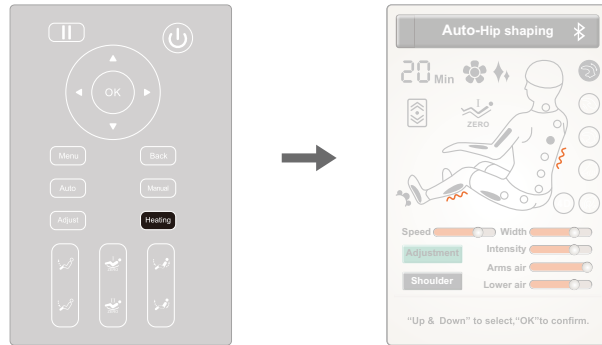 OK
Menu Back
Auto Manual
Adjust Heating
Auto-Hip shaping
20 Min
ZERO
Speed Width
Adjustment Intensity
Arms air
Shoulder Lower air
“Up & Down” to select,“OK”to confirm.